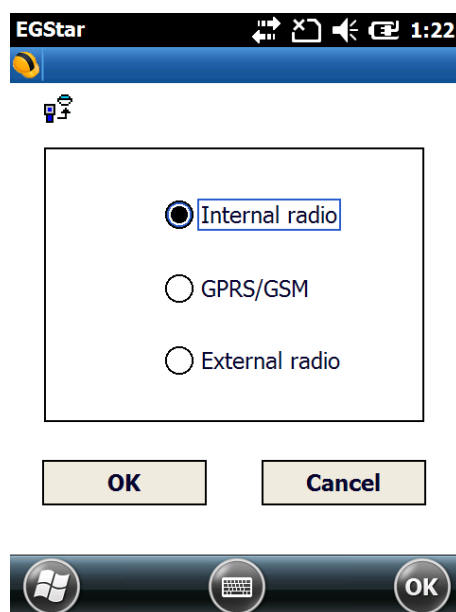 EGStar 1:22
Internal radio
GPRS/GSM
External radio
OK Cancel
OK